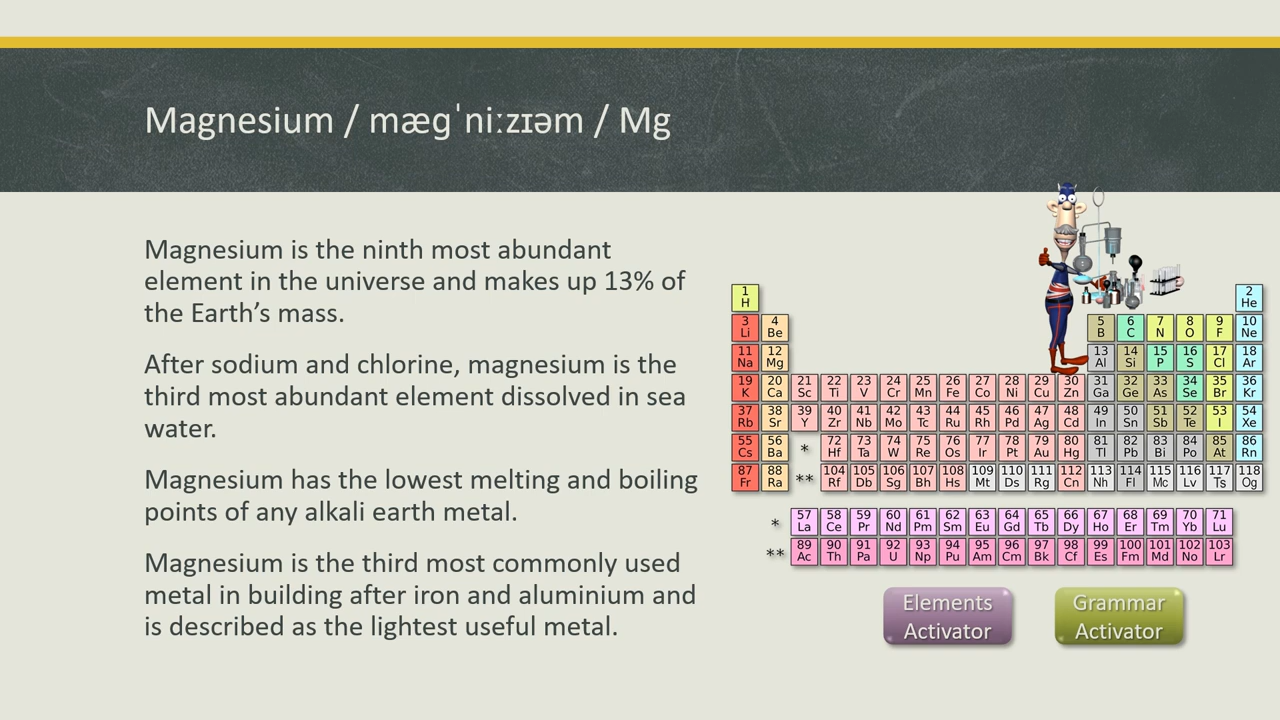 Magnesium / mæɡˈniːzɪəm / Mg
Magnesium is the ninth most abundant
element in the universe and makes up 13% of
the Earth’s mass.
After sodium and chlorine, magnesium is the
third most abundant element dissolved in sea
water.
Magnesium has the lowest melting and boiling
points of any alkali earth metal.
Magnesium is the third most commonly used
metal in building after iron and aluminium and
is described as the lightest useful metal.
1 2
H He
3 4 5 6 7 8 9 10
Li Be B C N O F Ne
11 12 13 14 15 16 17 18
Na Mg Al Si P S Cl Ar
19 20 21 22 23 24 25 26 27 28 29 30 31 32 33 34 35 36
K Ca Sc Ti V Cr Mn Fe Co Ni Cu Zn Ga Ge As Se Br Kr
37 38 39 40 41 42 43 44 45 46 47 48 49 50 51 52 53 54
Rb Sr Y Zr Nb Mo Tc Ru Rh Pd Ag Cd In Sn Sb Te I Xe
55 56 * 72 73 74 75 76 77 78 79 80 81 82 83 84 85 86
Cs Ba Hf Ta W Re Os Ir Pt Au Hg Tl Pb Bi Po At Rn
87 88 ** 104 105 106 107 108 109 110 111 112 113 114 115 116 117 118
Fr Ra Rf Db Sg Bh Hs Mt Ds Rg Cn Nh Fl Mc Lv Ts Og
* 57 58 59 60 61 62 63 64 65 66 67 68 69 70 71
La Ce Pr Nd Pm Sm Eu Gd Tb Dy Ho Er Tm Yb Lu
** 89 90 91 92 93 94 95 96 97 98 99 100 101 102 103
Ac Th Pa U Np Pu Am Cm Bk Cf Es Fm Md No Lr
Elements
Activator
Grammar
Activator